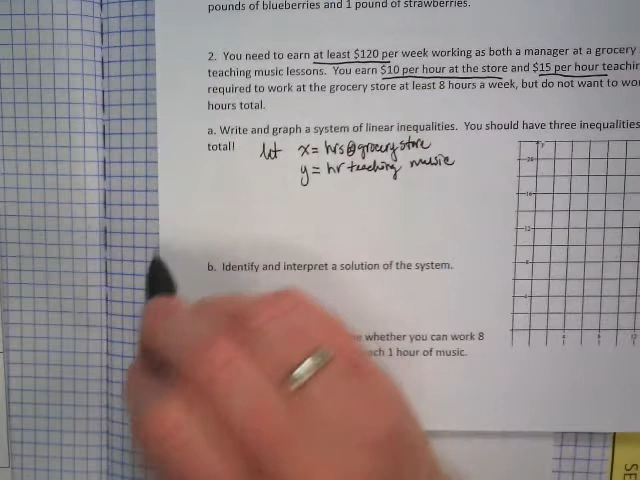 pounds of blueberries and 1 pound of strawberries.
2. You need to earn at least $120 per week working as both a manager at a grocery
teaching music lessons. You earn $10 per hour at the store and $15 per hour
required to work at the grocery store at least 8 hours a week, but do not want to
hours total.
a. Write and graph a system of linear inequalities. You should have three inequalities
total! let x = hrs @ grocery store
y = hr teaching music
20
16
12
8
4
b. Identify and interpret a solution of the system.
whether you can work 8
1 hour of music.
4 8 12
SE